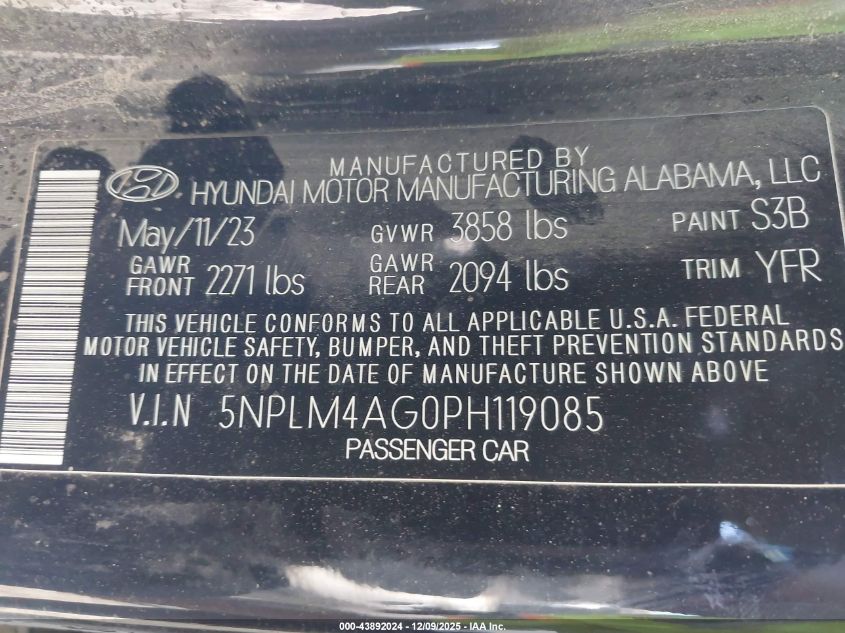 MANUFACTURED BY
HYUNDAI MOTOR MANUFACTURING ALABAMA, LLC
May/11/23 GVWR 3858 lbs PAINT S3B
GAWR FRONT 2271 lbs GAWR REAR 2094 lbs TRIM YFR
THIS VEHICLE CONFORMS TO ALL APPLICABLE U.S.A. FEDERAL
MOTOR VEHICLE SAFETY, BUMPER, AND THEFT PREVENTION STANDARDS
IN EFFECT ON THE DATE OF MANUFACTURE SHOWN ABOVE
V.I.N 5NPLM4AG0PH119085
PASSENGER CAR
000-43892024 - 12/09/2025 - IAA Inc.